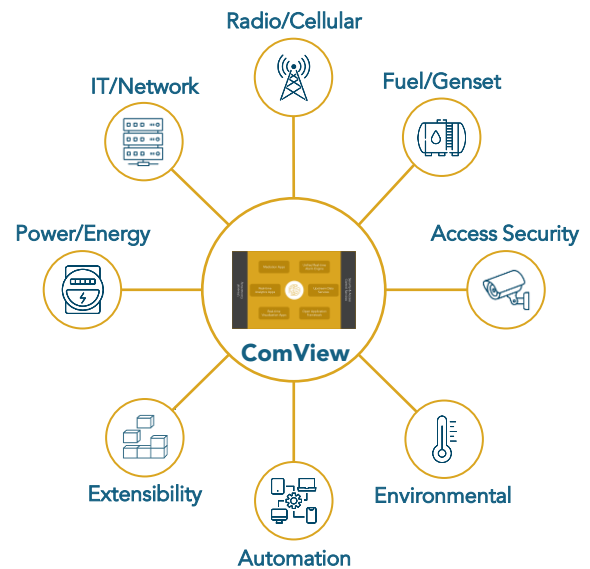 Radio/Cellular
IT/Network
Fuel/Genset
Power/Energy
Access Security
ComView
Extensibility
Environmental
Automation